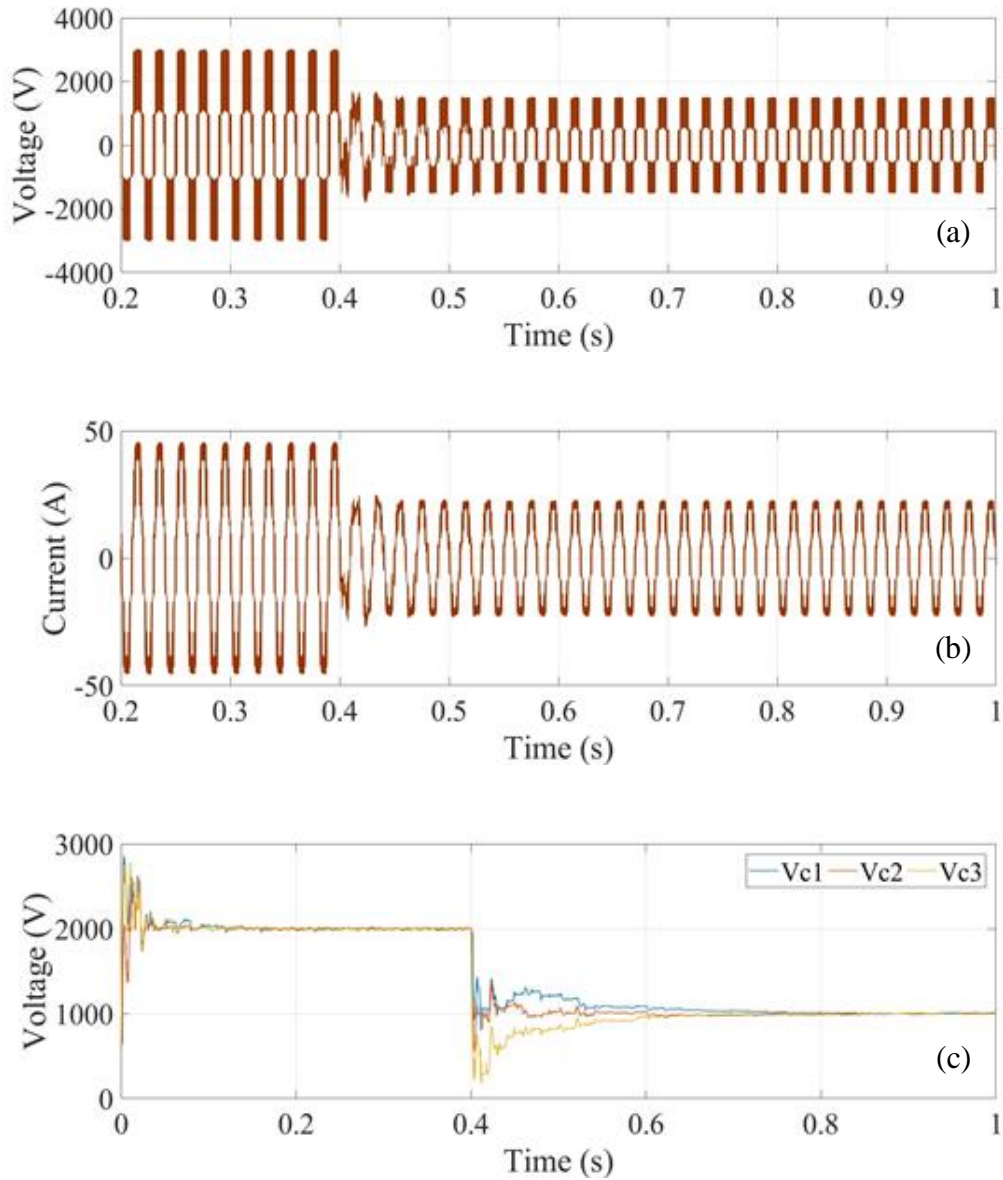 4000
2000
0
-2000
-4000
Voltage (V)
(a)
0.2 0.3 0.4 0.5 0.6 0.7 0.8 0.9 1
Time (s)
50
0
-50
Current (A)
(b)
0.2 0.3 0.4 0.5 0.6 0.7 0.8 0.9 1
Time (s)
3000
2000
1000
0
Voltage (V)
Vc1 Vc2 Vc3
(c)
0 0.2 0.4 0.6 0.8 1
Time (s)